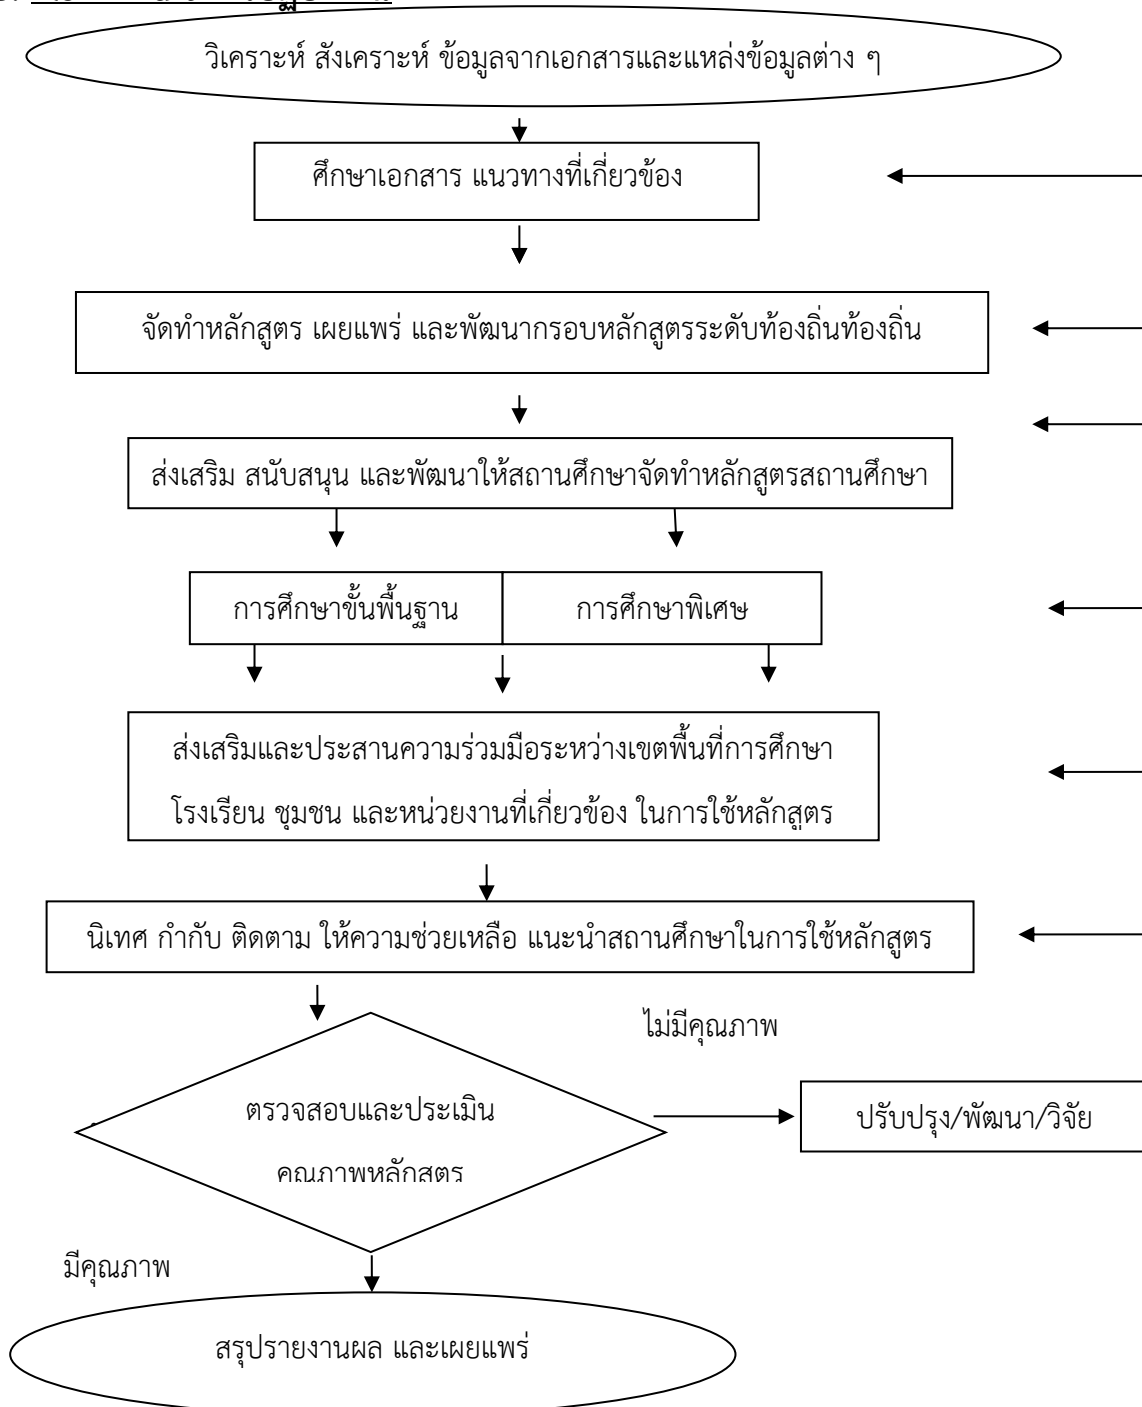 วิเคราะห์ สังเคราะห์ ข้อมูลจากเอกสารและแหล่งข้อมูลต่าง ๆ
ศึกษาเอกสาร แนวทางที่เกี่ยวข้อง
จัดทำหลักสูตร เผยแพร่ และพัฒนากรอบหลักสูตรระดับท้องถิ่นท้องถิ่น
ส่งเสริม สนับสนุน และพัฒนาให้สถานศึกษาจัดทำหลักสูตรสถานศึกษา
การศึกษาขั้นพื้นฐาน
การศึกษาพิเศษ
ส่งเสริมและประสานความร่วมมือระหว่างเขตพื้นที่การศึกษา
โรงเรียน ชุมชน และหน่วยงานที่เกี่ยวข้อง ในการใช้หลักสูตร
นิเทศ กำกับ ติดตาม ให้ความช่วยเหลือ แนะนำสถานศึกษาในการใช้หลักสูตร
ไม่มีคุณภาพ
ตรวจสอบและประเมิน
คุณภาพหลักสูตร
ปรับปรุง/พัฒนา/วิจัย
มีคุณภาพ
สรุปรายงานผล และเผยแพร่